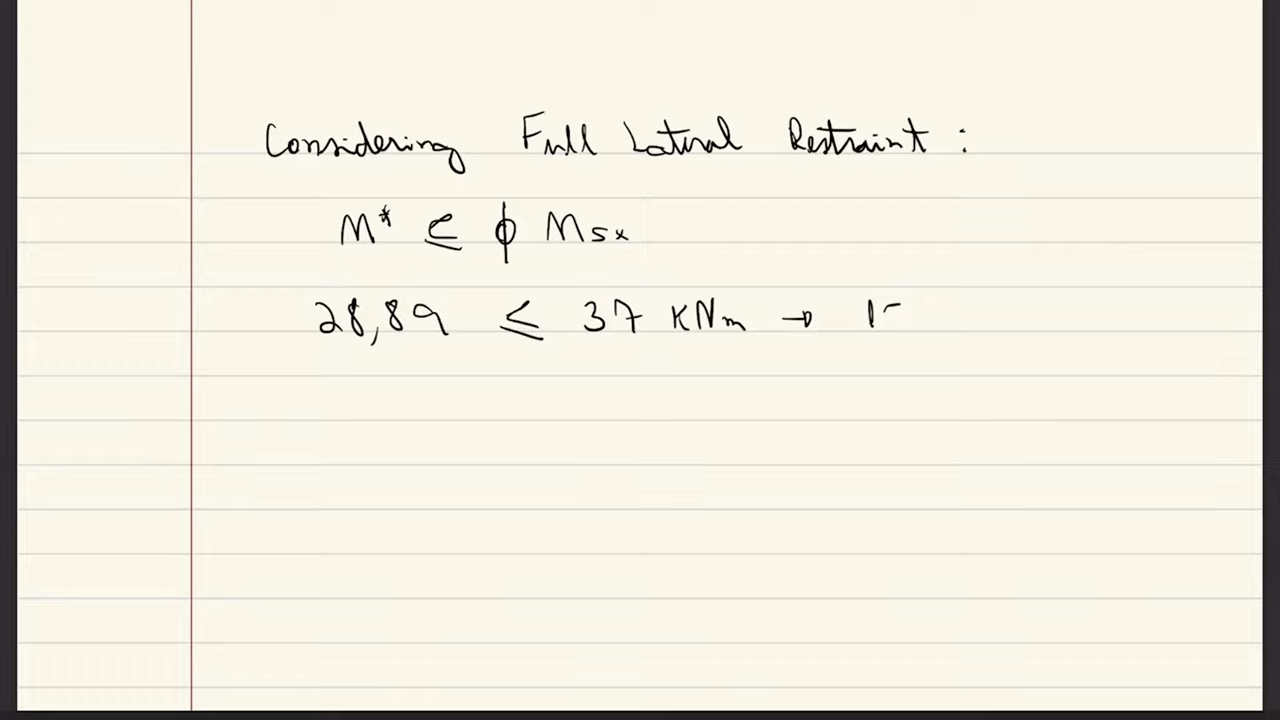 Considering Full Lateral Restraint :
M* ≤ ϕ Msx
28,89 ≤ 37 KNm →